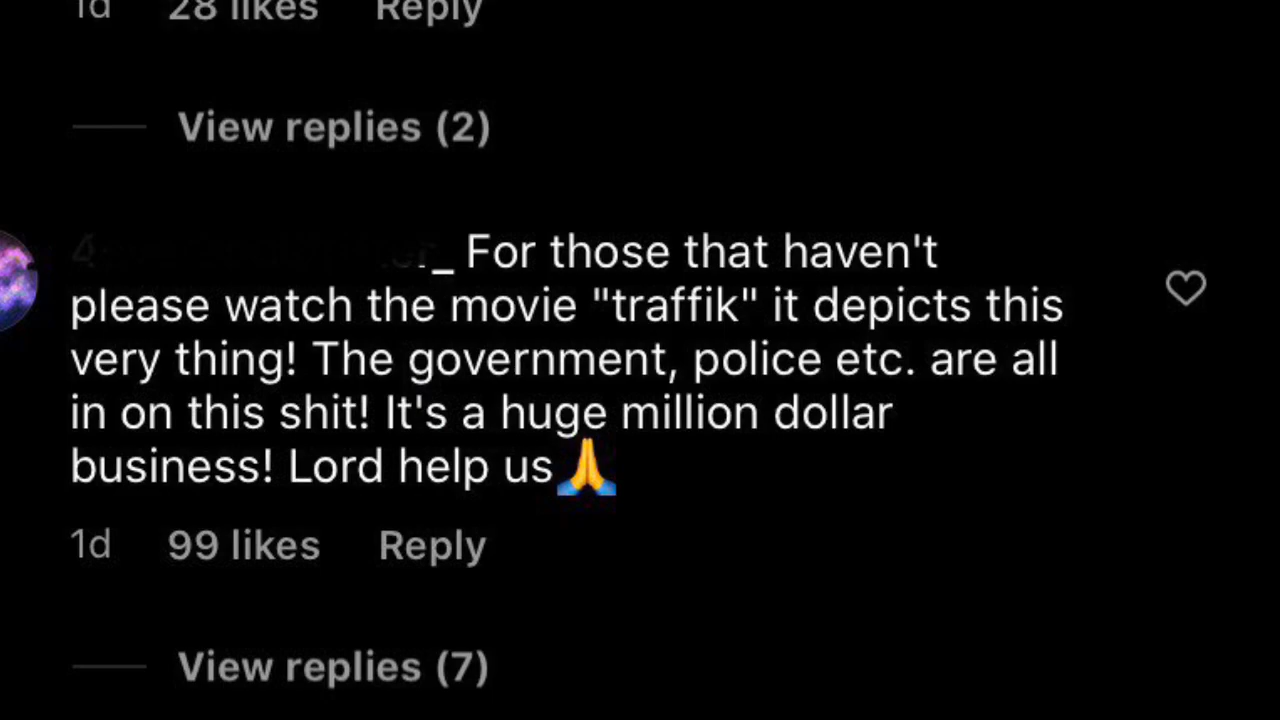 1d 28 likes Reply
View replies (2)
_ For those that haven't
please watch the movie "traffik" it depicts this
very thing! The government, police etc. are all
in on this shit! It's a huge million dollar
business! Lord help us🙏
1d 99 likes Reply
View replies (7)